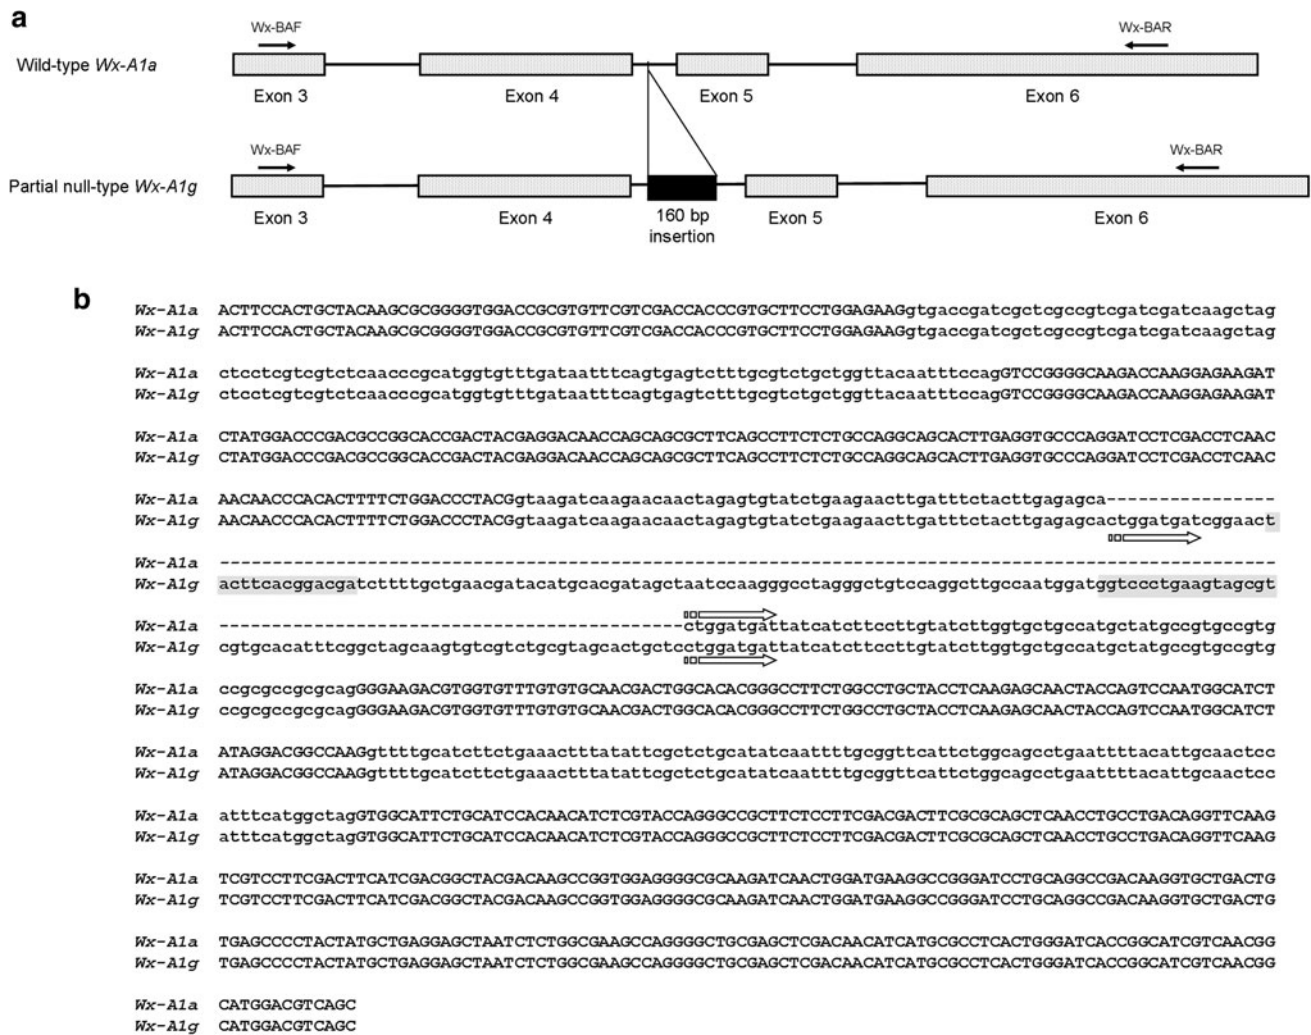 a
Wx-BAF
Wx-BAR
Wild-type Wx-A1a
Exon 3
Exon 4
Exon 5
Exon 6
Wx-BAF
Wx-BAR
Partial null-type Wx-A1g
Exon 3
Exon 4
160 bp
insertion
Exon 5
Exon 6
b
Wx-A1a ACTTCCACTGCTACAAGCGCGGGGTGGACCGCGTGTTCGTCGACCACCCGTGCTTCCTGGAGAAGgtgaccgatcgctcgccgtcgatcgatcaagctag
Wx-A1g ACTTCCACTGCTACAAGCGCGGGGTGGACCGCGTGTTCGTCGACCACCCGTGCTTCCTGGAGAAGgtgaccgatcgctcgccgtcgatcgatcaagctag
Wx-A1a ctcctcgtcgtctcaacccgcatggtgtttgataatttcagtgagtctttgcgtctgctggttacaatttccagGTCCGGGGCAAGACCAAGGAGAAGAT
Wx-A1g ctcctcgtcgtctcaacccgcatggtgtttgataatttcagtgagtctttgcgtctgctggttacaatttccagGTCCGGGGCAAGACCAAGGAGAAGAT
Wx-A1a CTATGGACCCGACGCCGGCACCGACTACGAGGACAACCAGCAGCGCTTCAGCCTTCTCTGCCAGGCAGCACTTGAGGTGCCCAGGATCCTCGACCTCAAC
Wx-A1g CTATGGACCCGACGCCGGCACCGACTACGAGGACAACCAGCAGCGCTTCAGCCTTCTCTGCCAGGCAGCACTTGAGGTGCCCAGGATCCTCGACCTCAAC
Wx-A1a AACAACCCACACTTTTCTGGACCCTACGgtaagatcaagaacaactagagtgtatctgaagaacttgatttctacttgagagca----------------
Wx-A1g AACAACCCACACTTTTCTGGACCCTACGgtaagatcaagaacaactagagtgtatctgaagaacttgatttctacttgagagcactggatgatcggaact
Wx-A1a ----------------------------------------------------------------------------------------------------
Wx-A1g acttcacggacgatcttttgctgaacgatacatgcacgatagctaatccaagggcctagggctgtccaggcttgccaatggatggtccctgaagtagcgt
Wx-A1a --------------------------------------------ctggatgattatcatcttccttgtatcttggtgctgccatgctatgccgtgccgtg
Wx-A1g cgtgcacatttcggctagcaagtgtcgtctgcgtagcactgctcctggatgattatcatcttccttgtatcttggtgctgccatgctatgccgtgccgtg
Wx-A1a ccgcgccgcgcagGGGAAGACGTGGTGTTTGTGTGCAACGACTGGCACACGGGCCTTCTGGCCTGCTACCTCAAGAGCAACTACCAGTCCAATGGCATCT
Wx-A1g ccgcgccgcgcagGGGAAGACGTGGTGTTTGTGTGCAACGACTGGCACACGGGCCTTCTGGCCTGCTACCTCAAGAGCAACTACCAGTCCAATGGCATCT
Wx-A1a ATAGGACGGCCAAGgttttgcatcttctgaaactttatattcgctctgcatatcaattttgcggttcattctggcagcctgaattttacattgcaactcc
Wx-A1g ATAGGACGGCCAAGgttttgcatcttctgaaactttatattcgctctgcatatcaattttgcggttcattctggcagcctgaattttacattgcaactcc
Wx-A1a atttcatggctagGTGGCATTCTGCATCCACAACATCTCGTACCAGGGCCGCTTCTCCTTCGACGACTTCGCGCAGCTCAACCTGCCTGACAGGTTCAAG
Wx-A1g atttcatggctagGTGGCATTCTGCATCCACAACATCTCGTACCAGGGCCGCTTCTCCTTCGACGACTTCGCGCAGCTCAACCTGCCTGACAGGTTCAAG
Wx-A1a TCGTCCTTCGACTTCATCGACGGCTACGACAAGCCGGTGGAGGGGCGCAAGATCAACTGGATGAAGGCCGGGATCCTGCAGGCCGACAAGGTGCTGACTG
Wx-A1g TCGTCCTTCGACTTCATCGACGGCTACGACAAGCCGGTGGAGGGGCGCAAGATCAACTGGATGAAGGCCGGGATCCTGCAGGCCGACAAGGTGCTGACTG
Wx-A1a TGAGCCCCTACTATGCTGAGGAGCTAATCTCTGGCGAAGCCAGGGGCTGCGAGCTCGACAACATCATGCGCCTCACTGGGATCACCGGCATCGTCAACGG
Wx-A1g TGAGCCCCTACTATGCTGAGGAGCTAATCTCTGGCGAAGCCAGGGGCTGCGAGCTCGACAACATCATGCGCCTCACTGGGATCACCGGCATCGTCAACGG
Wx-A1a CATGGACGTCAGC
Wx-A1g CATGGACGTCAGC